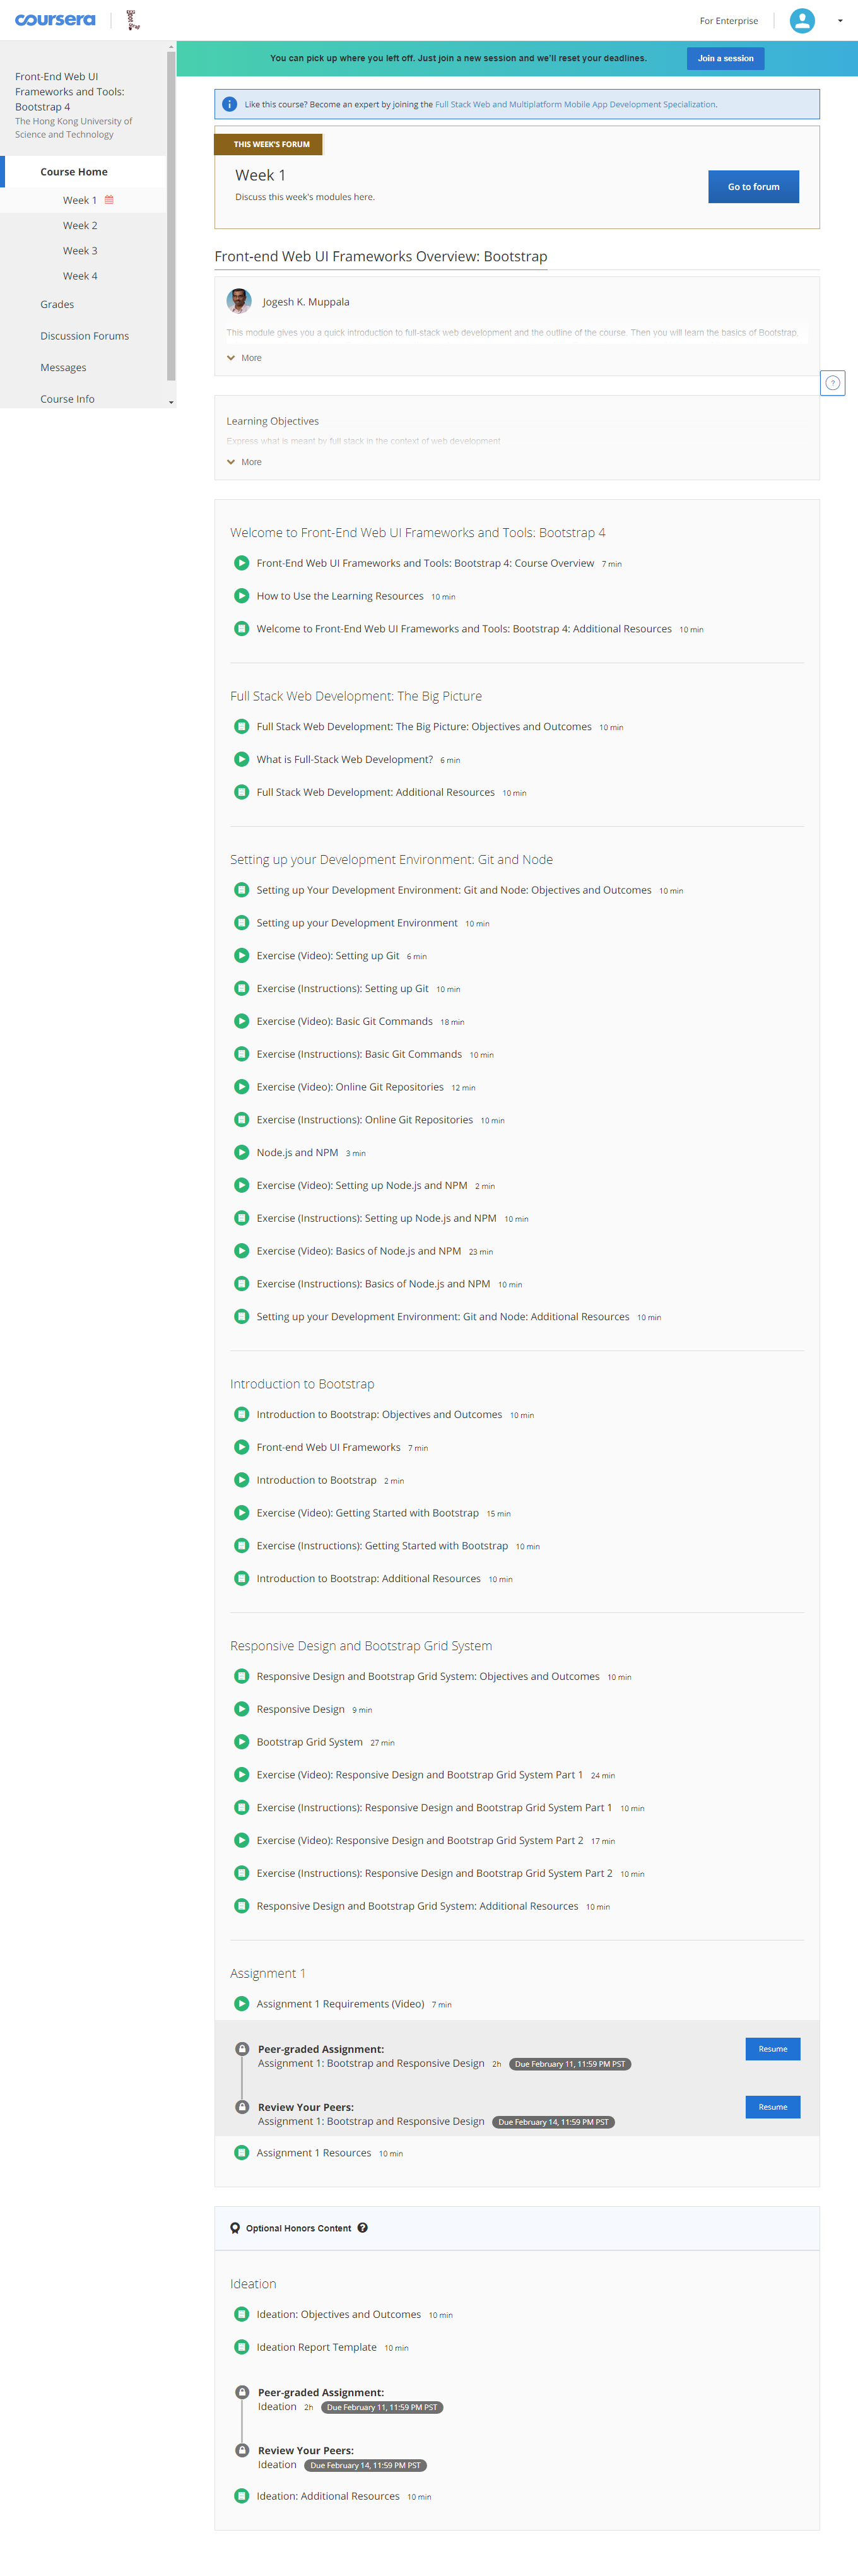 coursera
For Enterprise
You can pick up where you left off. Just join a new session and we'll reset your deadlines.
Join a session
Front-End Web UI
Frameworks and Tools:
Bootstrap 4
The Hong Kong University of
Science and Technology
Course Home
Week 1
Week 2
Week 3
Week 4
Grades
Discussion Forums
Messages
Course Info
Like this course? Become an expert by joining the Full Stack Web and Multiplatform Mobile App Development Specialization.
THIS WEEK'S FORUM
Week 1
Discuss this week's modules here.
Go to forum
Front-end Web UI Frameworks Overview: Bootstrap
Jogesh K. Muppala
This module gives you a quick introduction to full-stack web development and the outline of the course. Then you will learn the basics of Bootstrap,
More
Learning Objectives
Express what is meant by full stack in the context of web development
More
Welcome to Front-End Web UI Frameworks and Tools: Bootstrap 4
Front-End Web UI Frameworks and Tools: Bootstrap 4: Course Overview 7 min
How to Use the Learning Resources 10 min
Welcome to Front-End Web UI Frameworks and Tools: Bootstrap 4: Additional Resources 10 min
Full Stack Web Development: The Big Picture
Full Stack Web Development: The Big Picture: Objectives and Outcomes 10 min
What is Full-Stack Web Development? 6 min
Full Stack Web Development: Additional Resources 10 min
Setting up your Development Environment: Git and Node
Setting up Your Development Environment: Git and Node: Objectives and Outcomes 10 min
Setting up your Development Environment 10 min
Exercise (Video): Setting up Git 6 min
Exercise (Instructions): Setting up Git 10 min
Exercise (Video): Basic Git Commands 18 min
Exercise (Instructions): Basic Git Commands 10 min
Exercise (Video): Online Git Repositories 12 min
Exercise (Instructions): Online Git Repositories 10 min
Node.js and NPM 3 min
Exercise (Video): Setting up Node.js and NPM 2 min
Exercise (Instructions): Setting up Node.js and NPM 10 min
Exercise (Video): Basics of Node.js and NPM 23 min
Exercise (Instructions): Basics of Node.js and NPM 10 min
Setting up your Development Environment: Git and Node: Additional Resources 10 min
Introduction to Bootstrap
Introduction to Bootstrap: Objectives and Outcomes 10 min
Front-end Web UI Frameworks 7 min
Introduction to Bootstrap 2 min
Exercise (Video): Getting Started with Bootstrap 15 min
Exercise (Instructions): Getting Started with Bootstrap 10 min
Introduction to Bootstrap: Additional Resources 10 min
Responsive Design and Bootstrap Grid System
Responsive Design and Bootstrap Grid System: Objectives and Outcomes 10 min
Responsive Design 9 min
Bootstrap Grid System 27 min
Exercise (Video): Responsive Design and Bootstrap Grid System Part 1 24 min
Exercise (Instructions): Responsive Design and Bootstrap Grid System Part 1 10 min
Exercise (Video): Responsive Design and Bootstrap Grid System Part 2 17 min
Exercise (Instructions): Responsive Design and Bootstrap Grid System Part 2 10 min
Responsive Design and Bootstrap Grid System: Additional Resources 10 min
Assignment 1
Assignment 1 Requirements (Video) 7 min
Peer-graded Assignment:
Assignment 1: Bootstrap and Responsive Design 2h Due February 11, 11:59 PM PST
Resume
Review Your Peers:
Assignment 1: Bootstrap and Responsive Design Due February 14, 11:59 PM PST
Resume
Assignment 1 Resources 10 min
Optional Honors Content
Ideation
Ideation: Objectives and Outcomes 10 min
Ideation Report Template 10 min
Peer-graded Assignment:
Ideation 2h Due February 11, 11:59 PM PST
Review Your Peers:
Ideation Due February 14, 11:59 PM PST
Ideation: Additional Resources 10 min